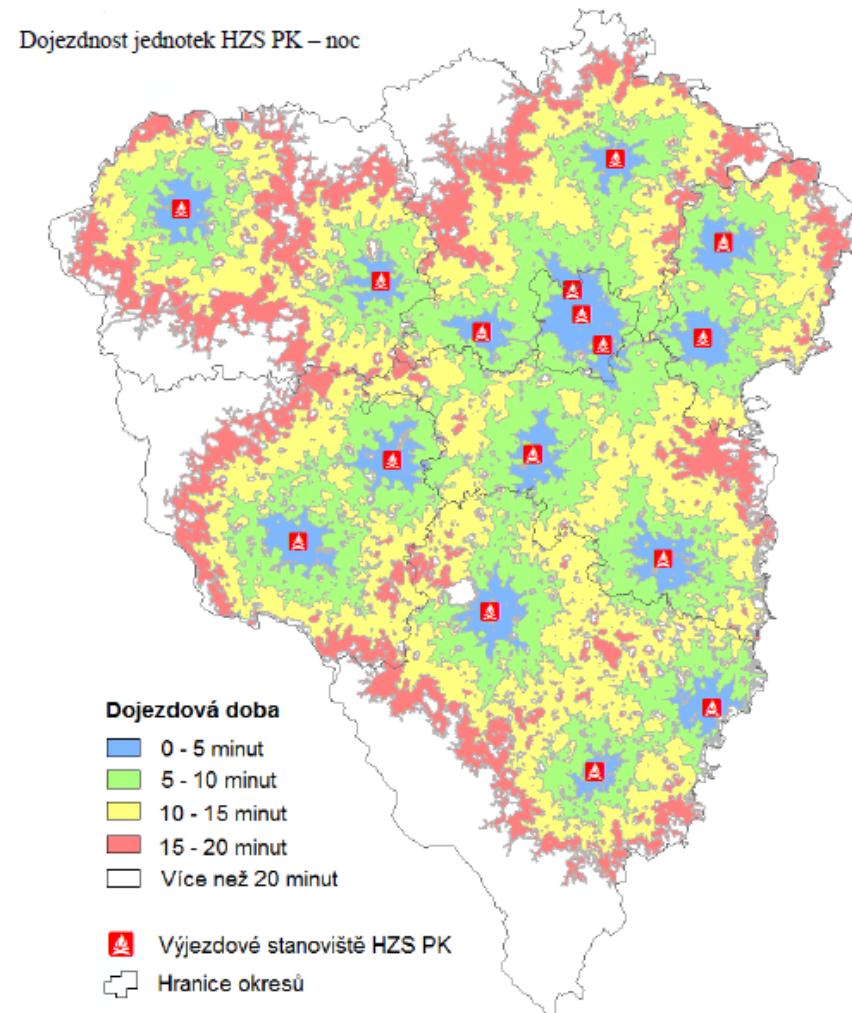 Dojezdnost jednotek HZS PK – noc
Dojezdová doba
0 - 5 minut
5 - 10 minut
10 - 15 minut
15 - 20 minut
Více než 20 minut
Výjezdové stanoviště HZS PK
Hranice okresů